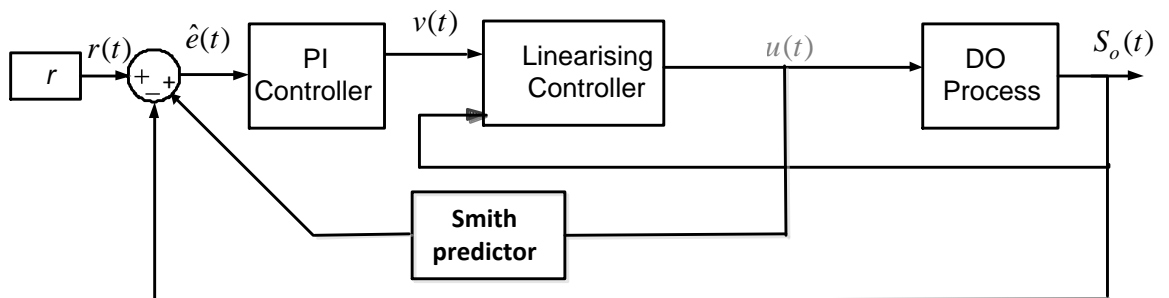 r
r(t)
+
−
+
ê(t)
PI
Controller
v(t)
Linearising
Controller
u(t)
DO
Process
S_o(t)
Smith
predictor